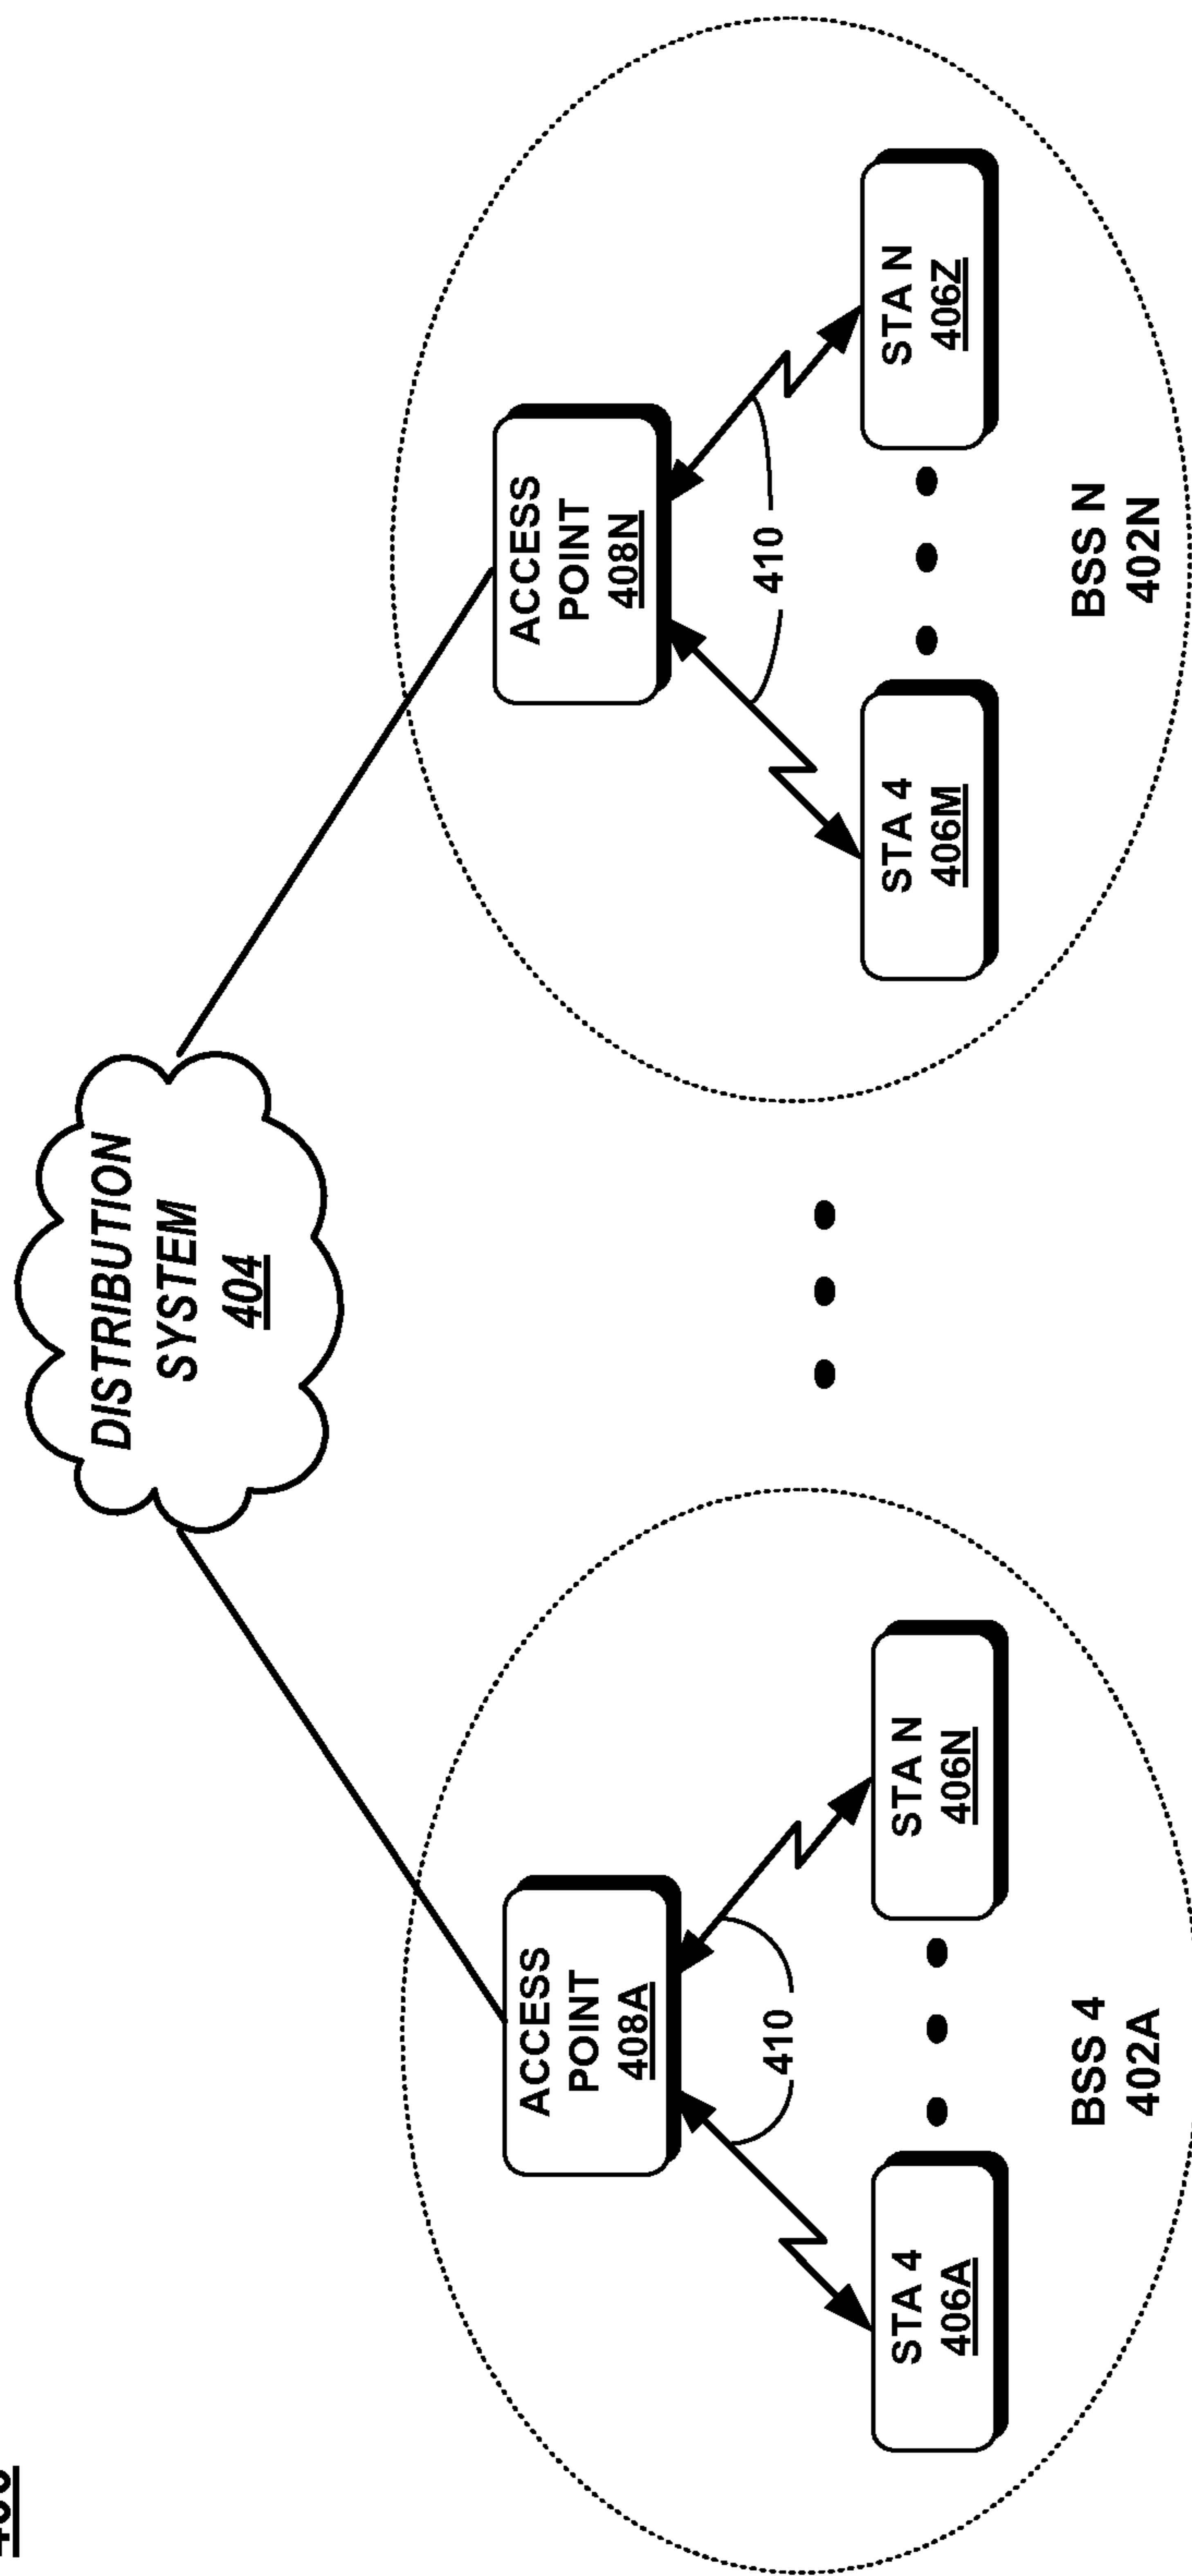 DISTRIBUTION
SYSTEM
404
ACCESS
POINT
408A
410
STA 4
406A
STA N
406N
BSS 4
402A
ACCESS
POINT
408N
410
STA 4
406M
STA N
406Z
BSS N
402N